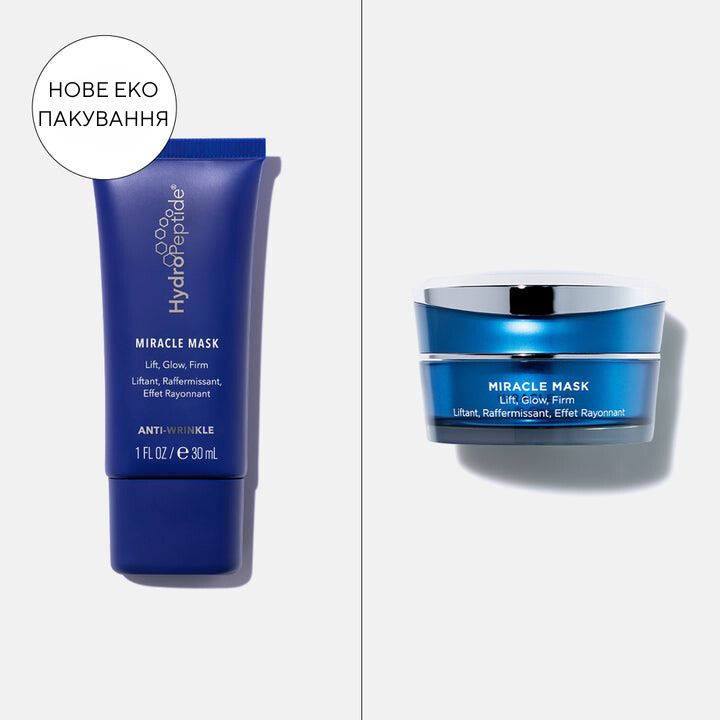 НОВЕ ЕКО
ПАКУВАННЯ
HydroPeptide®
MIRACLE MASK
Lift, Glow, Firm
Liftant, Raffermissant,
Effet Rayonnant
ANTI-WRINKLE
1 FL OZ / ℮ 30 mL
MIRACLE MASK
Lift, Glow, Firm
Liftant, Raffermissant, Effet Rayonnant